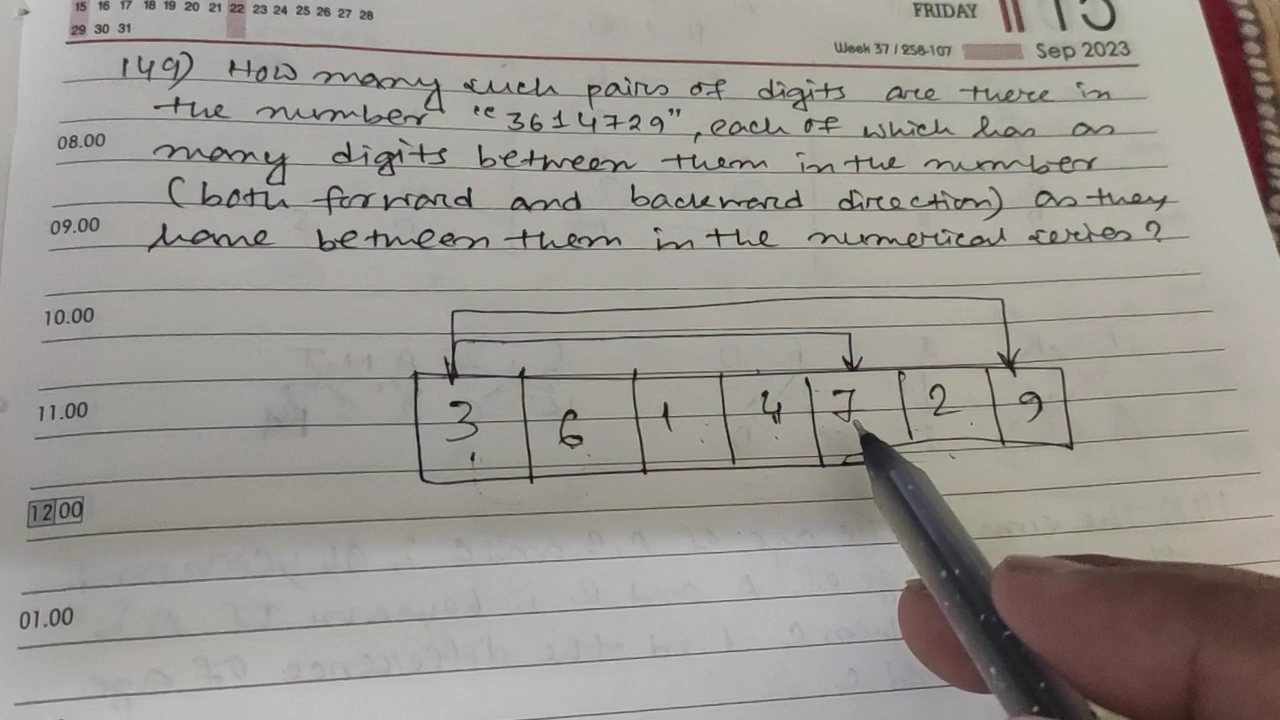 15 16 17 18 19 20 21 22 23 24 25 26 27 28
29 30 31
FRIDAY
Week 37 / 258-107
Sep 2023
149) How many such pairs of digits are there in
the number "3614729", each of which has as
08.00
many digits between them in the number
(both forward and backward direction) as they
09.00
have between them in the numerical series?
10.00
11.00
3 6 1 4 7 2 9
12 00
01.00